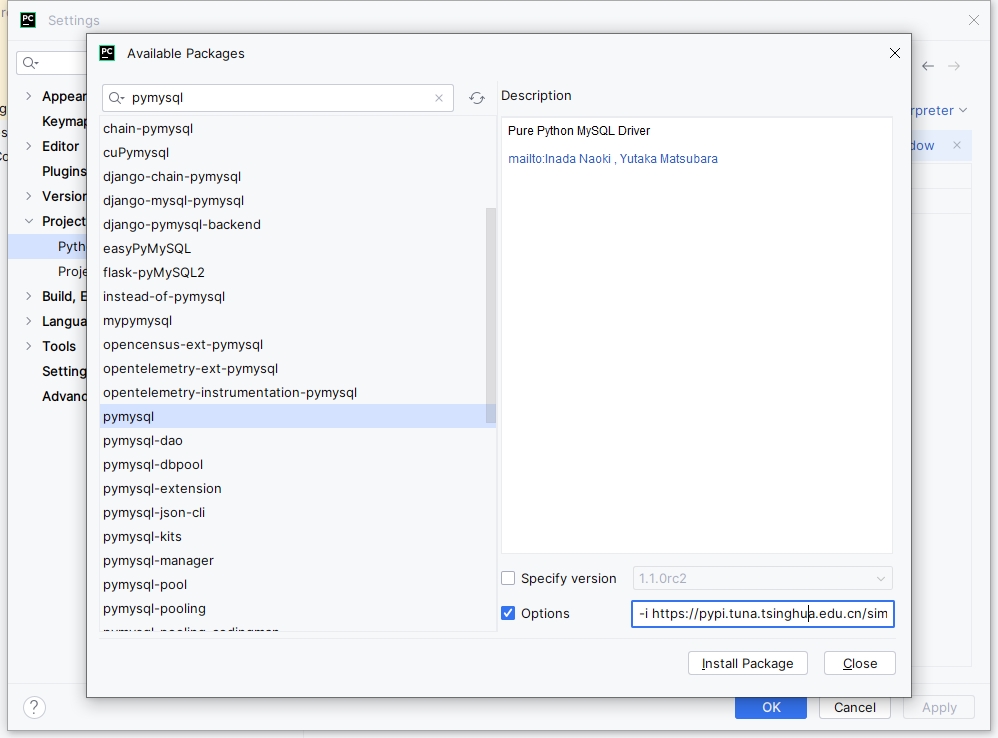 PC Settings
PC Available Packages
pymysql
Description
Appear
Keymap
Editor
Plugins
Version
Project
Pyth
Proje
Build, E
Langua
Tools
Setting
Advanc
chain-pymysql
cuPymysql
django-chain-pymysql
django-mysql-pymysql
django-pymysql-backend
easyPyMySQL
flask-pyMySQL2
instead-of-pymysql
mypymysql
opencensus-ext-pymysql
opentelemetry-ext-pymysql
opentelemetry-instrumentation-pymysql
pymysql
pymysql-dao
pymysql-dbpool
pymysql-extension
pymysql-json-cli
pymysql-kits
pymysql-manager
pymysql-pool
pymysql-pooling
Pure Python MySQL Driver
mailto:Inada Naoki , Yutaka Matsubara
rpreter
dow
Specify version 1.1.0rc2
Options -i https://pypi.tuna.tsinghua.edu.cn/sim
Install Package Close
? OK Cancel Apply